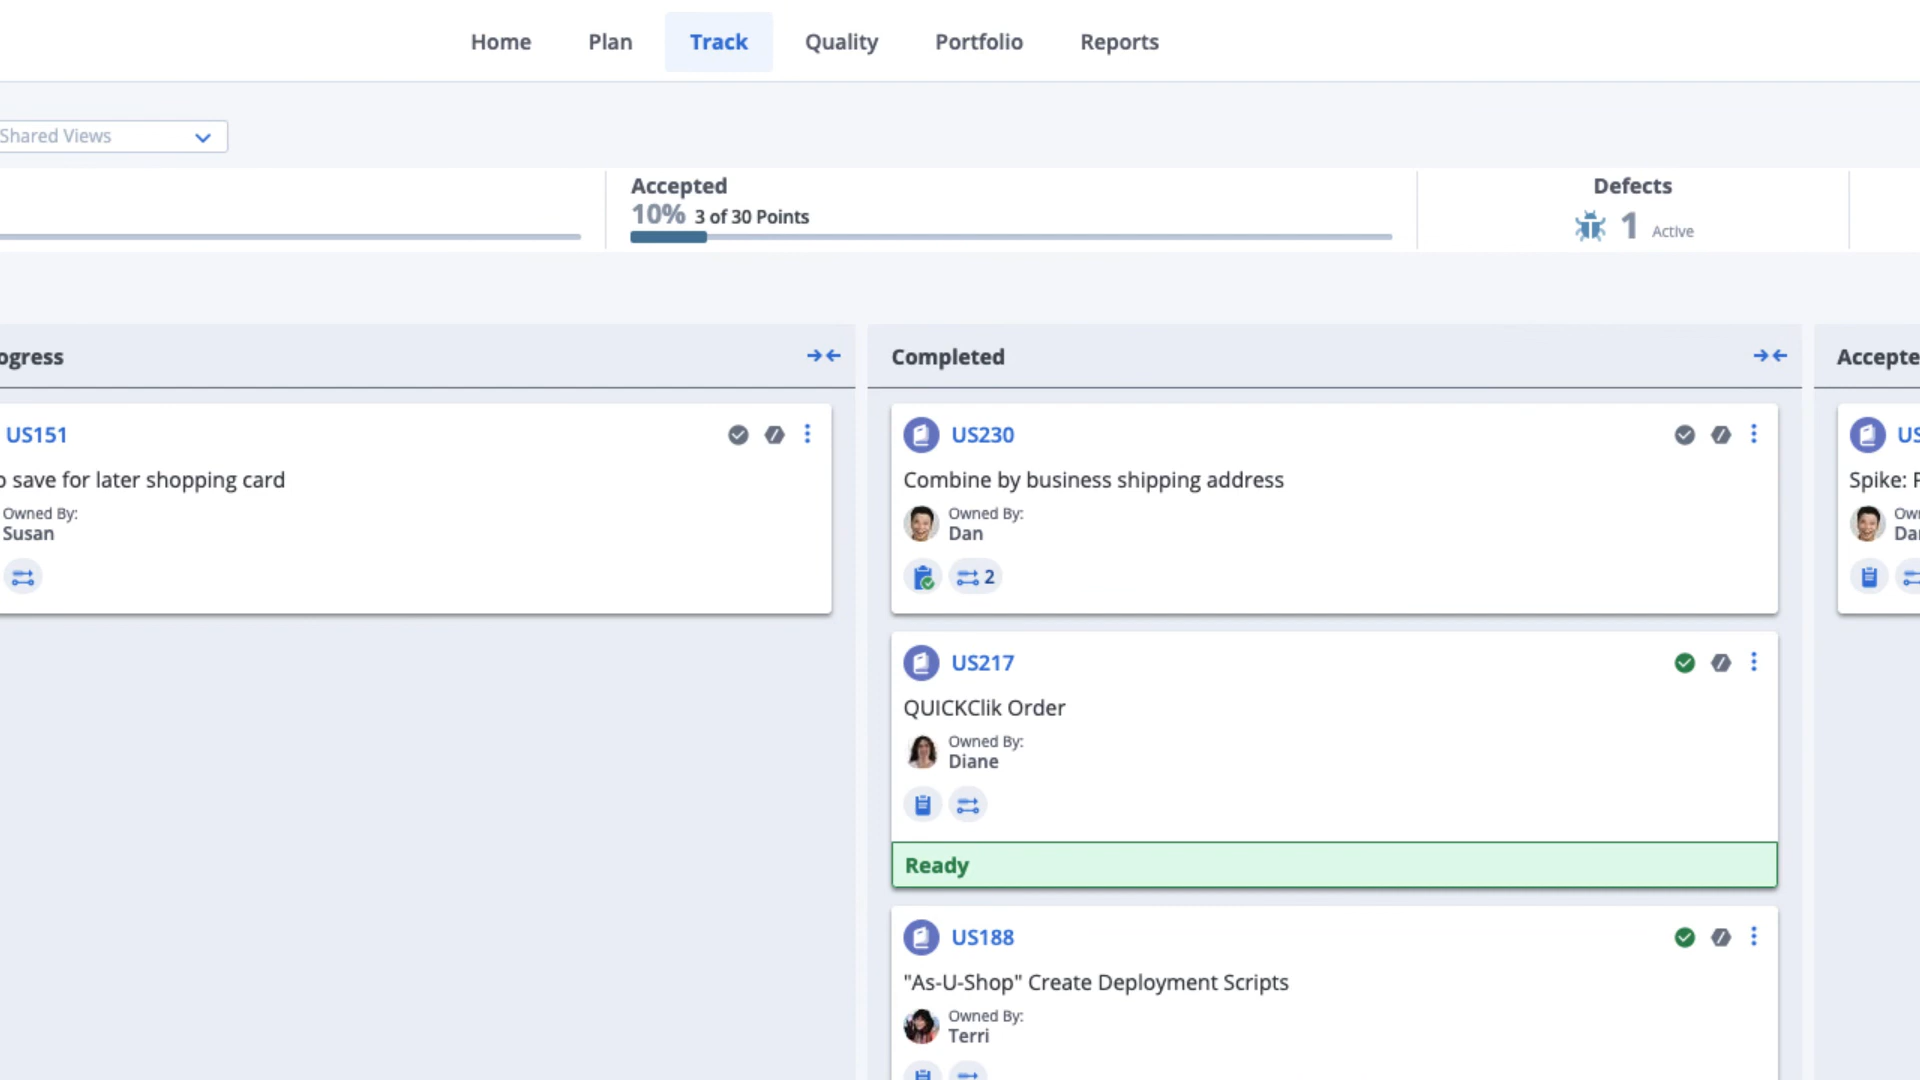 Home Plan Track Quality Portfolio Reports
Shared Views
Accepted
10% 3 of 30 Points
Defects
1 Active
ogress
Completed
Accepte
US151
o save for later shopping card
Owned By:
Susan
US230
Combine by business shipping address
Owned By:
Dan
2
US217
QUICKClik Order
Owned By:
Diane
Ready
US188
"As-U-Shop" Create Deployment Scripts
Owned By:
Terri
US
Spike: F
Own
Da